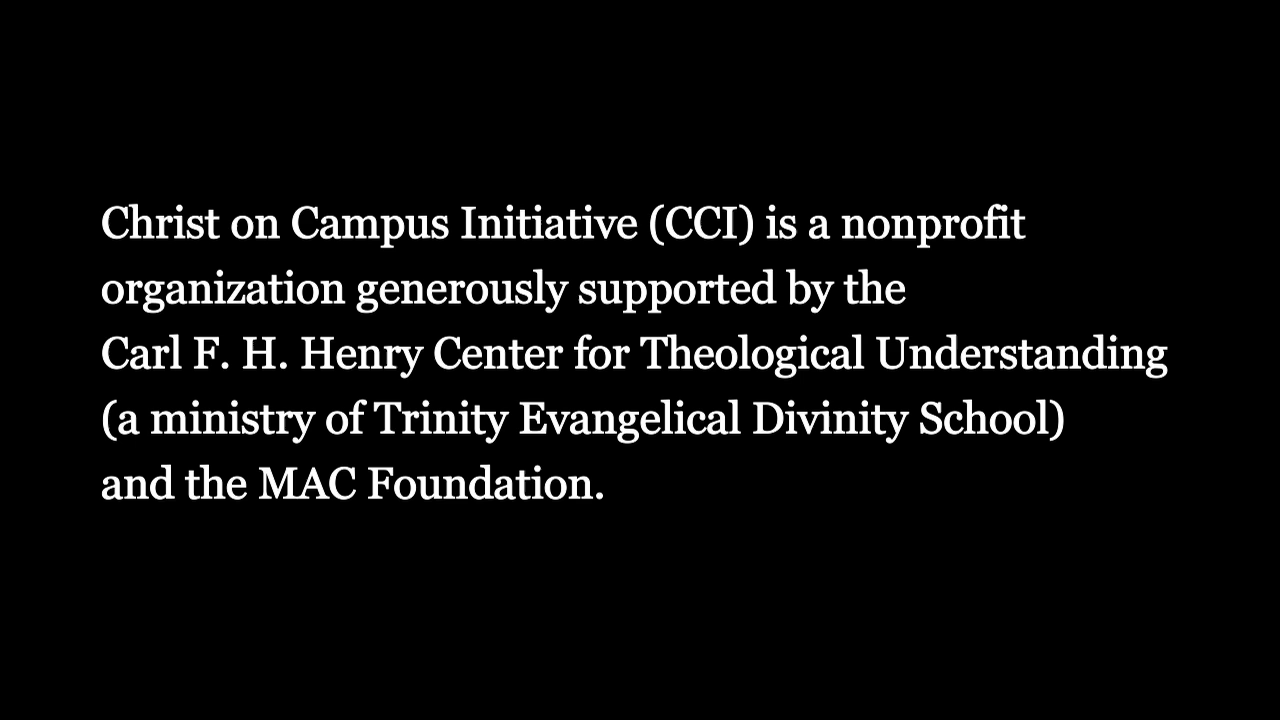 Christ on Campus Initiative (CCI) is a nonprofit
organization generously supported by the
Carl F. H. Henry Center for Theological Understanding
(a ministry of Trinity Evangelical Divinity School)
and the MAC Foundation.